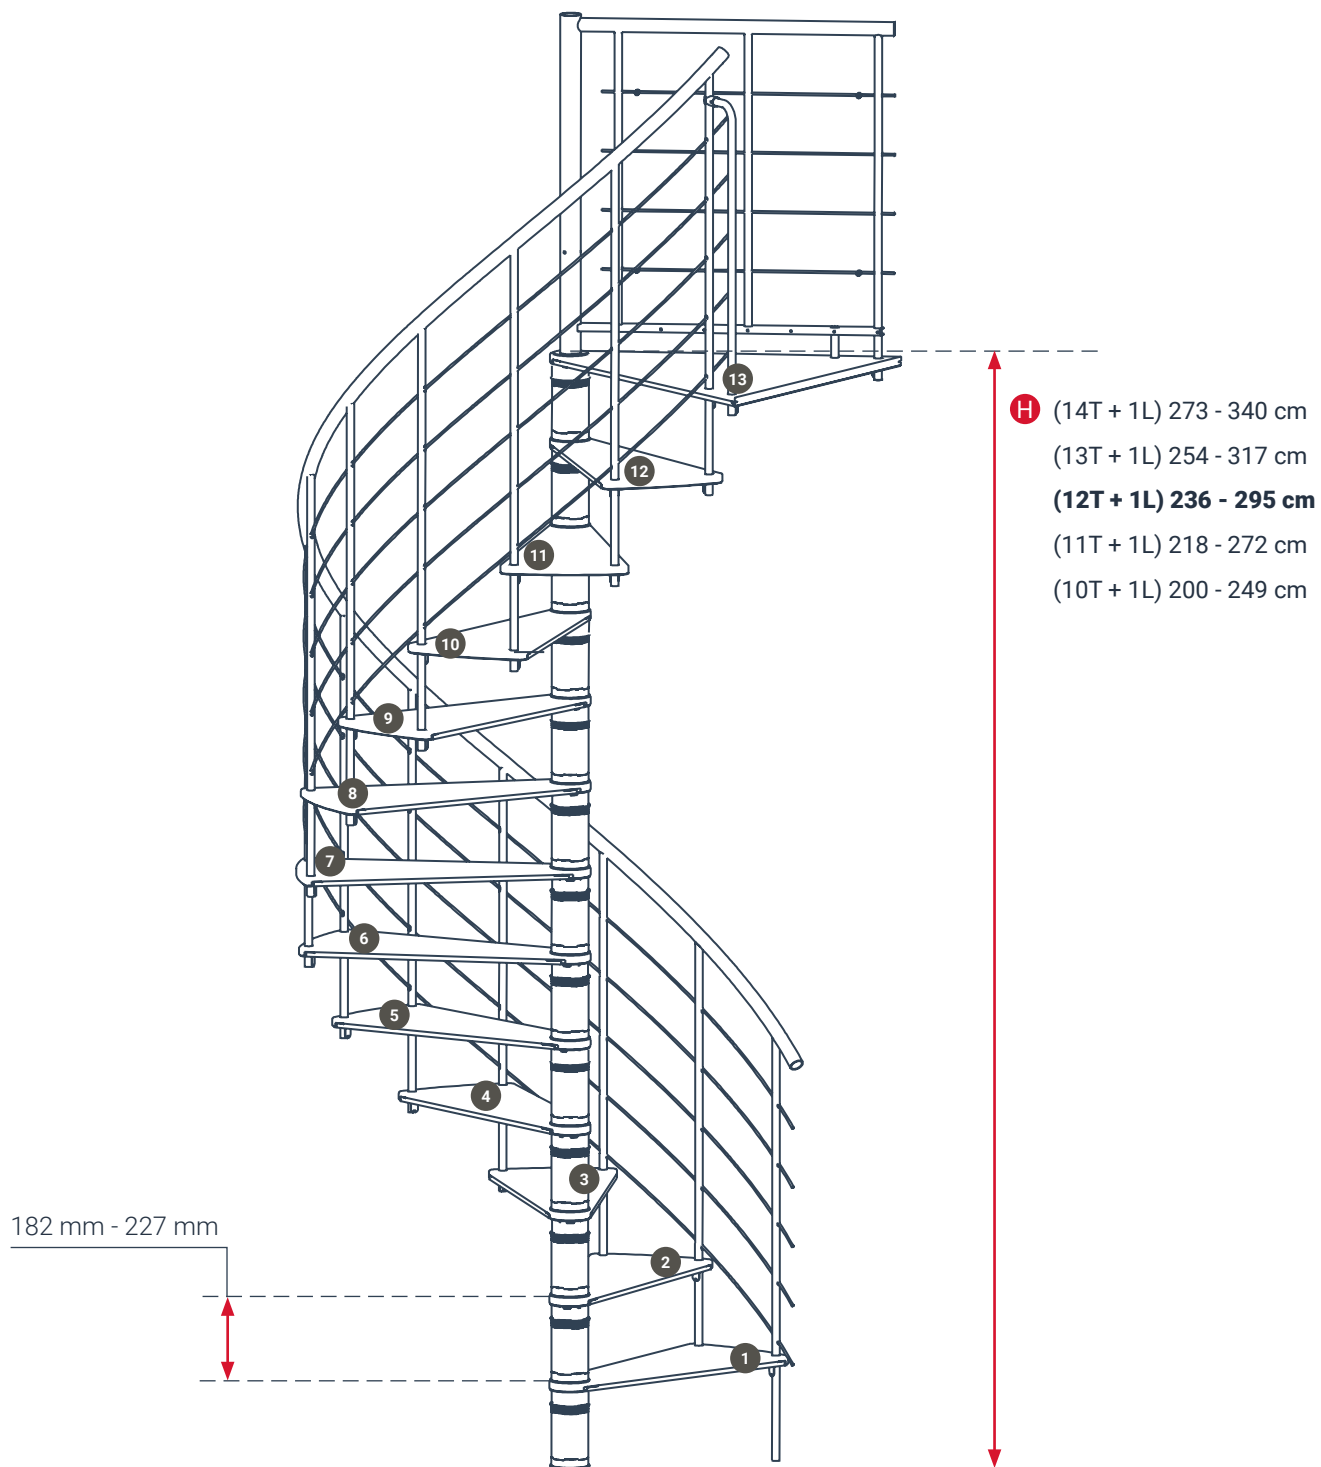 13
H (14T + 1L) 273 - 340 cm
(13T + 1L) 254 - 317 cm
12
(12T + 1L) 236 - 295 cm
11
(11T + 1L) 218 - 272 cm
(10T + 1L) 200 - 249 cm
10
9
8
7
6
5
4
3
182 mm - 227 mm
2
1